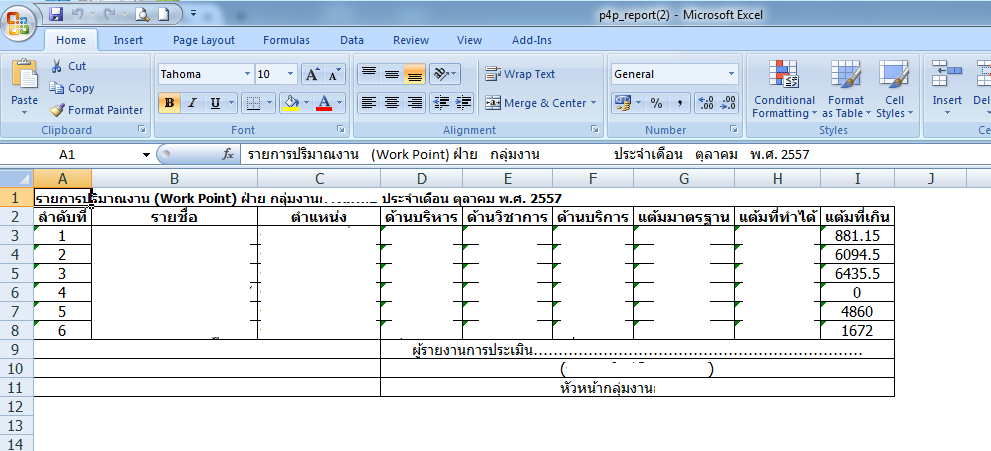 p4p_report(2) - Microsoft Excel
Home Insert Page Layout Formulas Data Review View Add-Ins
Cut
Copy
Format Painter
Paste
Clipboard
Tahoma 10
B I U
Font
Wrap Text
Merge & Center
Alignment
General
% ,
Number
Conditional Formatting
Format as Table
Cell Styles
Styles
Insert
A1 fx รายการปริมาณงาน (Work Point) ฝ่าย กลุ่มงาน ประจำเดือน ตุลาคม พ.ศ. 2557
A B C D E F G H I J K
1 รายการปริมาณงาน (Work Point) ฝ่าย กลุ่มงาน ประจำเดือน ตุลาคม พ.ศ. 2557
2 ลำดับที่ รายชื่อ ตำแหน่ง ด้านบริหาร ด้านวิชาการ ด้านบริการ แต้มมาตรฐาน แต้มที่ทำได้ แต้มที่เกิน
3 1 881.15
4 2 6094.5
5 3 6435.5
6 4 0
7 5 4860
8 6 1672
9 ผู้รายงานการประเมิน..................................................................
10 ( )
11 หัวหน้ากลุ่มงาน
12
13
14